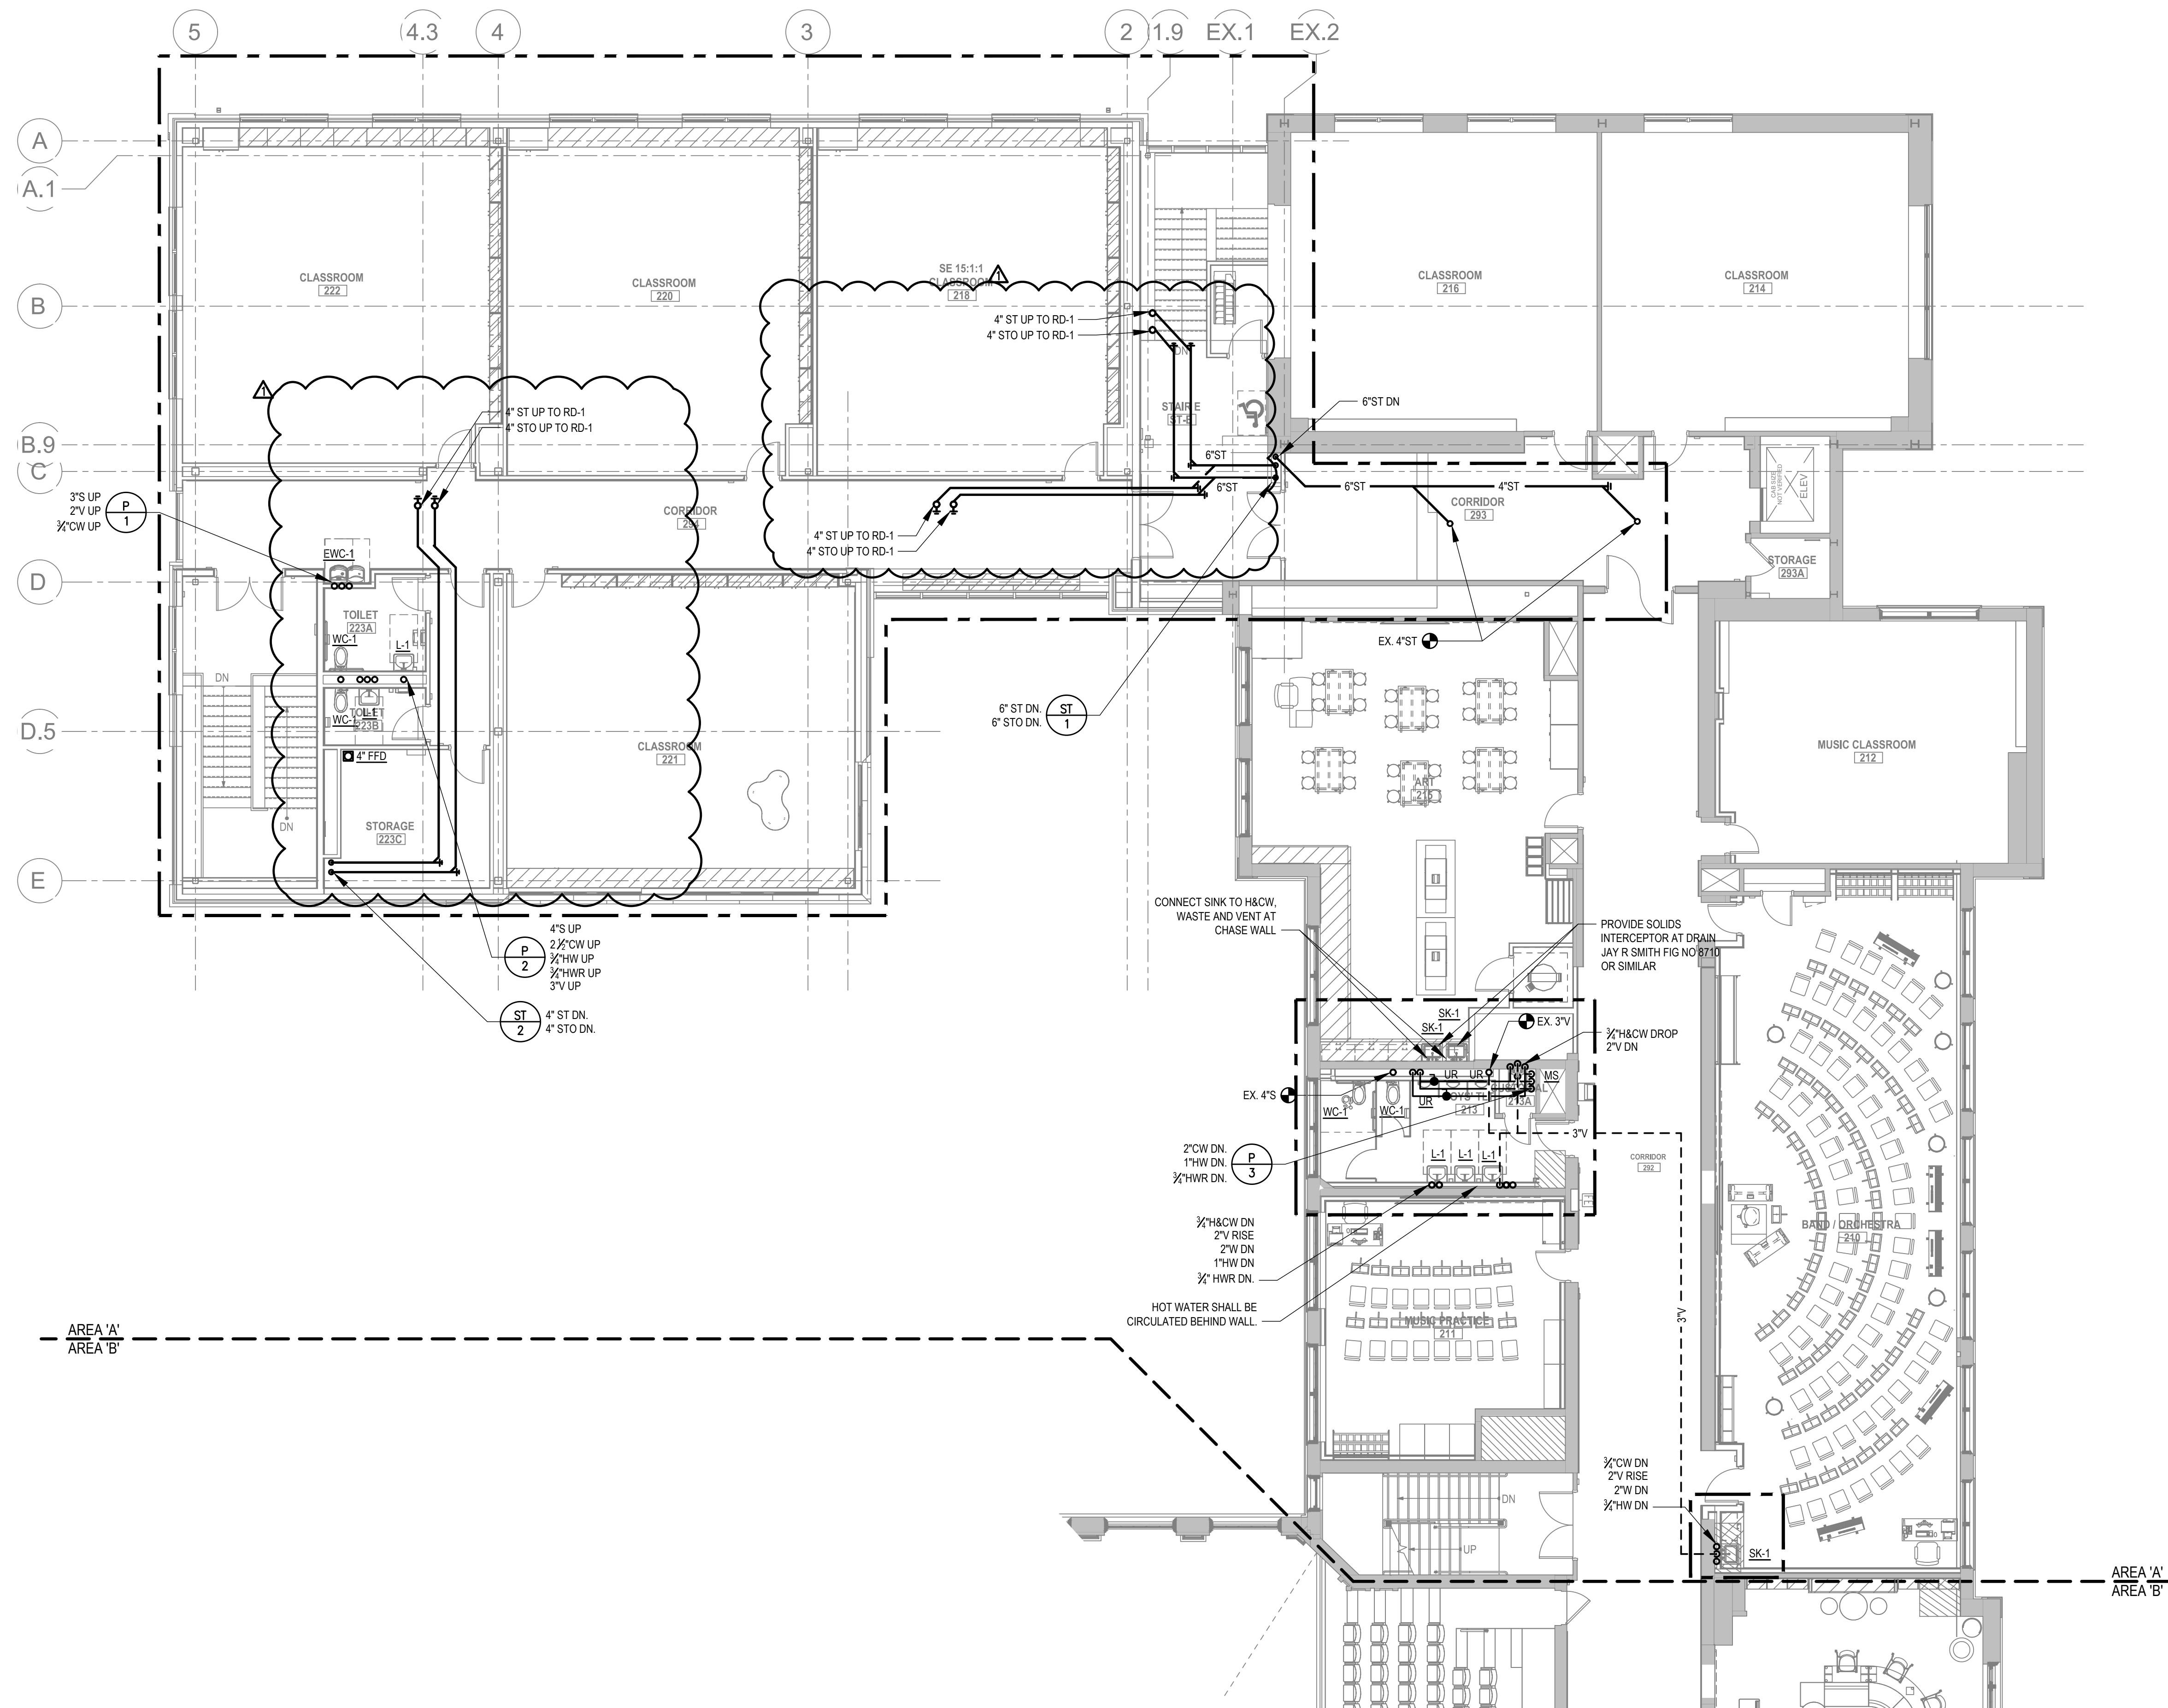 5
4.3
4
3
2
1.9
EX.1
EX.2
A
A.1
B
B.9
C
D
D.5
E
CLASSROOM
222
CLASSROOM
220
SE 15:1:1
CLASSROOM
218
1
CLASSROOM
216
CLASSROOM
214
4" ST UP TO RD-1
4" STO UP TO RD-1
DN
1
4" ST UP TO RD-1
4" STO UP TO RD-1
STAIR E
ST-E
6"ST DN
6"ST
6"ST
6"ST
4"ST
CORRIDOR
293
CAB SIZE
NOT VERIFIED
ELEV.
STORAGE
293A
3"S UP
2"V UP
¾"CW UP
P
1
CORRIDOR
294
4" ST UP TO RD-1
4" STO UP TO RD-1
EWC-1
TOILET
223A
WC-1
L-1
WC-1
L-1
TOILET
223B
4" FFD
DN
DN
STORAGE
223C
CLASSROOM
221
EX. 4"ST
6" ST DN.
6" STO DN.
ST
1
ART
215
MUSIC CLASSROOM
212
P
2
4"S UP
2 ½"CW UP
¾"HW UP
¾"HWR UP
3"V UP
ST
2
4" ST DN.
4" STO DN.
CONNECT SINK TO H&CW,
WASTE AND VENT AT
CHASE WALL
PROVIDE SOLIDS
INTERCEPTOR AT DRAIN
JAY R SMITH FIG NO 8710
OR SIMILAR
SK-1
SK-1
EX. 3"V
¾"H&CW DROP
2"V DN
EX. 4"S
UR
UR
UR
MS
WC-1
WC-1
213
213A
3"V
L-1
L-1
L-1
2"CW DN.
1"HW DN.
¾"HWR DN.
P
3
CORRIDOR
292
¾"H&CW DN
2"V RISE
2"W DN
1"HW DN
¾" HWR DN.
HOT WATER SHALL BE
CIRCULATED BEHIND WALL.
BAND / ORCHESTRA
210
MUSIC PRACTICE
211
3"V
AREA 'A'
AREA 'B'
¾"CW DN
2"V RISE
2"W DN
¾"HW DN
DN
UP
SK-1
AREA 'A'
AREA 'B'